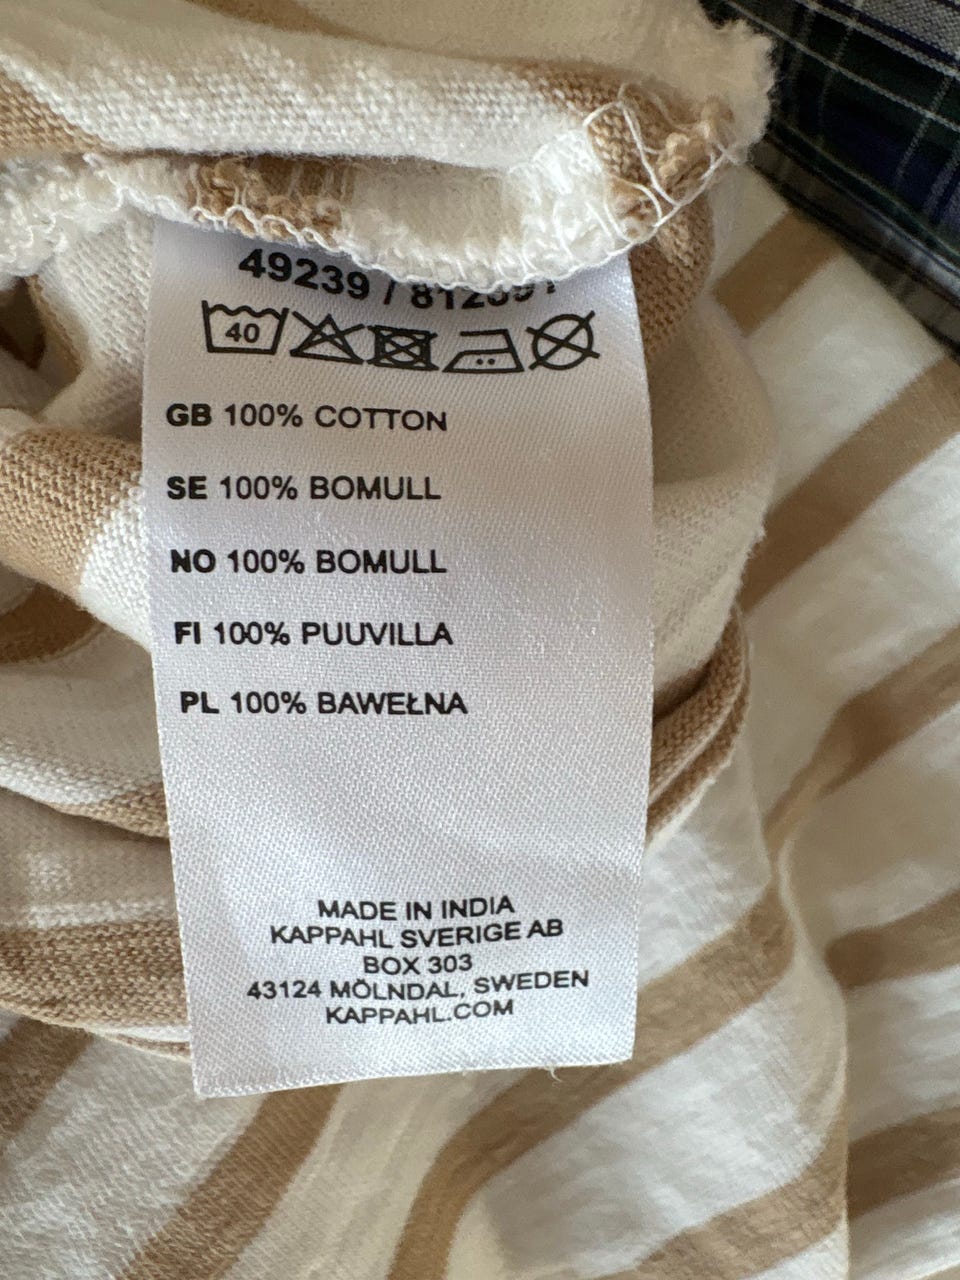 49239 /
40
GB 100% COTTON
SE 100% BOMULL
NO 100% BOMULL
FI 100% PUUVILLA
PL 100% BAWEŁNA
MADE IN INDIA
KAPPAHL SVERIGE AB
BOX 303
43124 MÖLNDAL, SWEDEN
KAPPAHL.COM